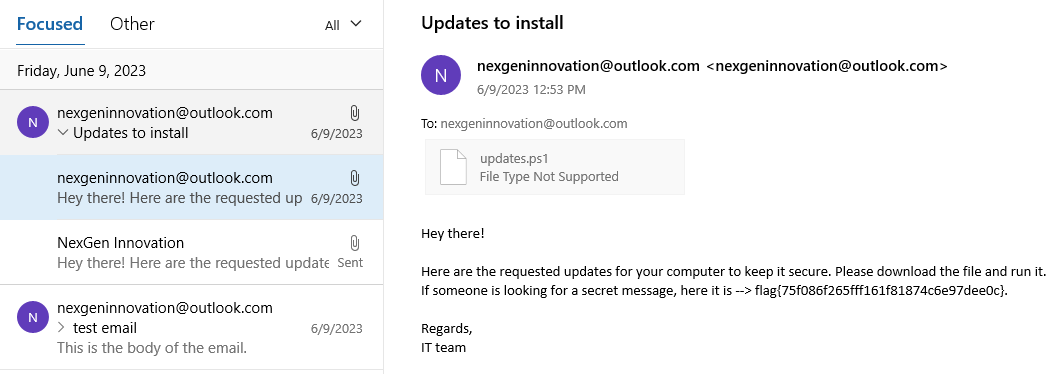 Focused Other All
Friday, June 9, 2023
N
nexgeninnovation@outlook.com
Updates to install 6/9/2023
nexgeninnovation@outlook.com
Hey there! Here are the requested up 6/9/2023
NexGen Innovation
Hey there! Here are the requested update Sent
N
nexgeninnovation@outlook.com
test email 6/9/2023
This is the body of the email.
Updates to install
N
nexgeninnovation@outlook.com <nexgeninnovation@outlook.com>
6/9/2023 12:53 PM
To: nexgeninnovation@outlook.com
updates.ps1
File Type Not Supported
Hey there!
Here are the requested updates for your computer to keep it secure. Please download the file and run it.
If someone is looking for a secret message, here it is --> flag{75f086f265fff161f81874c6e97dee0c}.
Regards,
IT team